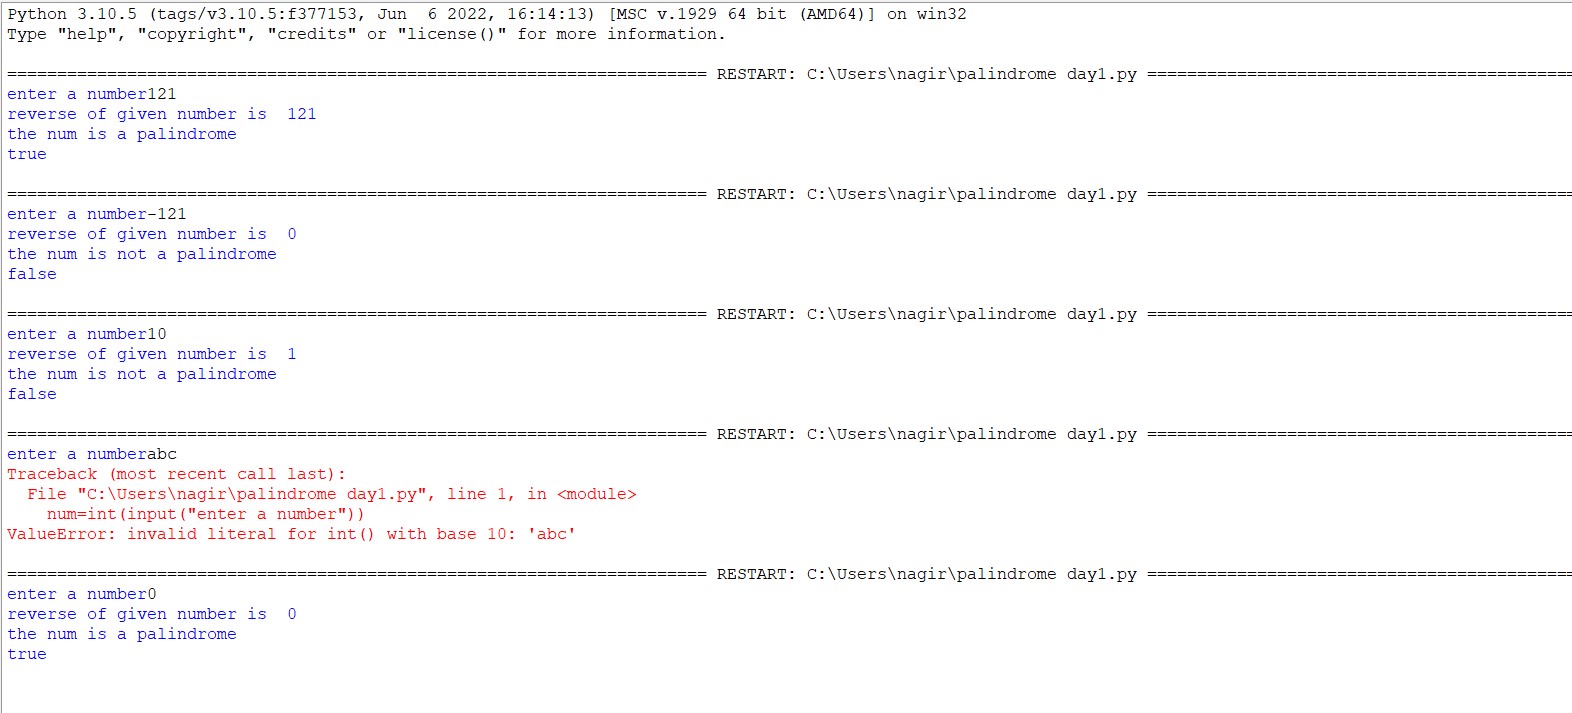 Python 3.10.5 (tags/v3.10.5:f377153, Jun  6 2022, 16:14:13) [MSC v.1929 64 bit (AMD64)] on win32
Type "help", "copyright", "credits" or "license()" for more information.
====================================================================== RESTART: C:\Users\nagir\palindrome day1.py ===========================================
enter a number121
reverse of given number is  121
the num is a palindrome
true
====================================================================== RESTART: C:\Users\nagir\palindrome day1.py ===========================================
enter a number-121
reverse of given number is  0
the num is not a palindrome
false
====================================================================== RESTART: C:\Users\nagir\palindrome day1.py ===========================================
enter a number10
reverse of given number is  1
the num is not a palindrome
false
====================================================================== RESTART: C:\Users\nagir\palindrome day1.py ===========================================
enter a numberabc
Traceback (most recent call last):
  File "C:\Users\nagir\palindrome day1.py", line 1, in <module>
    num=int(input("enter a number"))
ValueError: invalid literal for int() with base 10: 'abc'
====================================================================== RESTART: C:\Users\nagir\palindrome day1.py ===========================================
enter a number0
reverse of given number is  0
the num is a palindrome
true